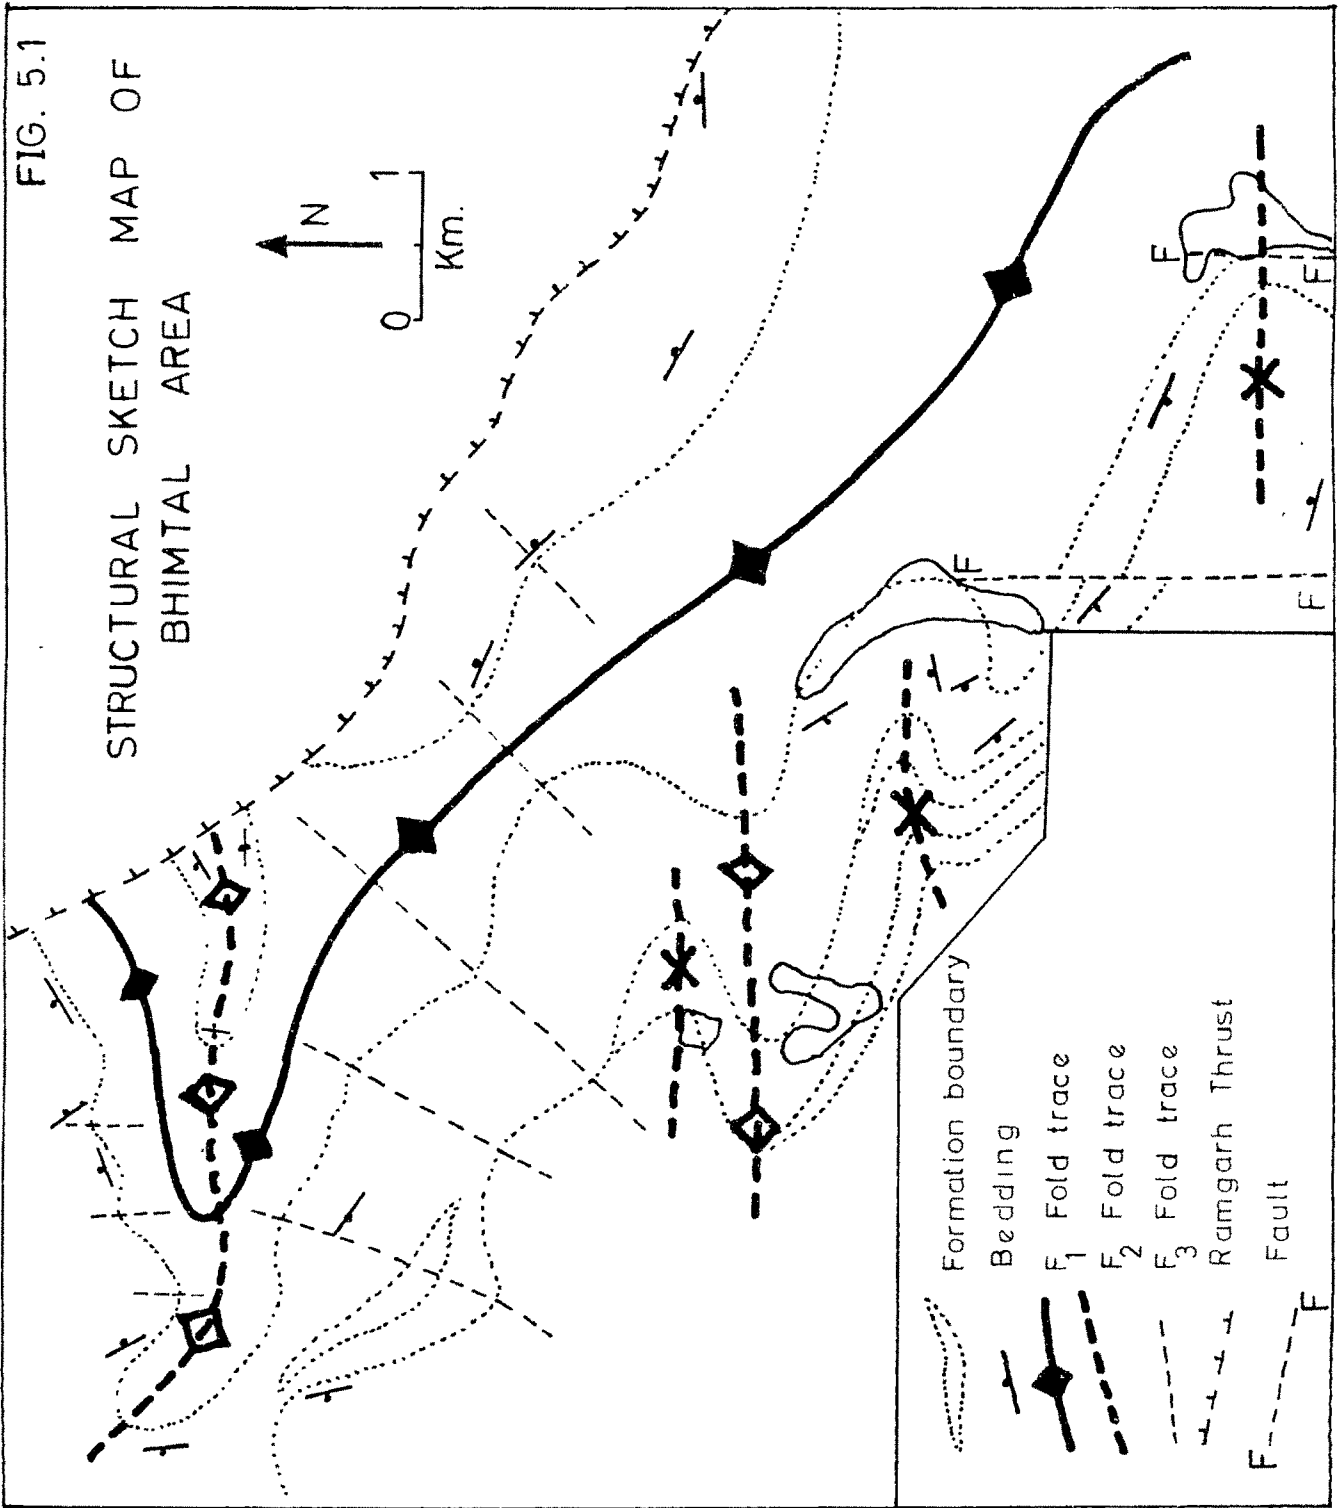 FIG. 5.1
STRUCTURAL SKETCH MAP OF
BHIMTAL AREA
N
0 1
Km.
F
F
F
F
Formation boundary
Bedding
F1 Fold trace
F2 Fold trace
F3 Fold trace
Ramgarh Thrust
F F Fault